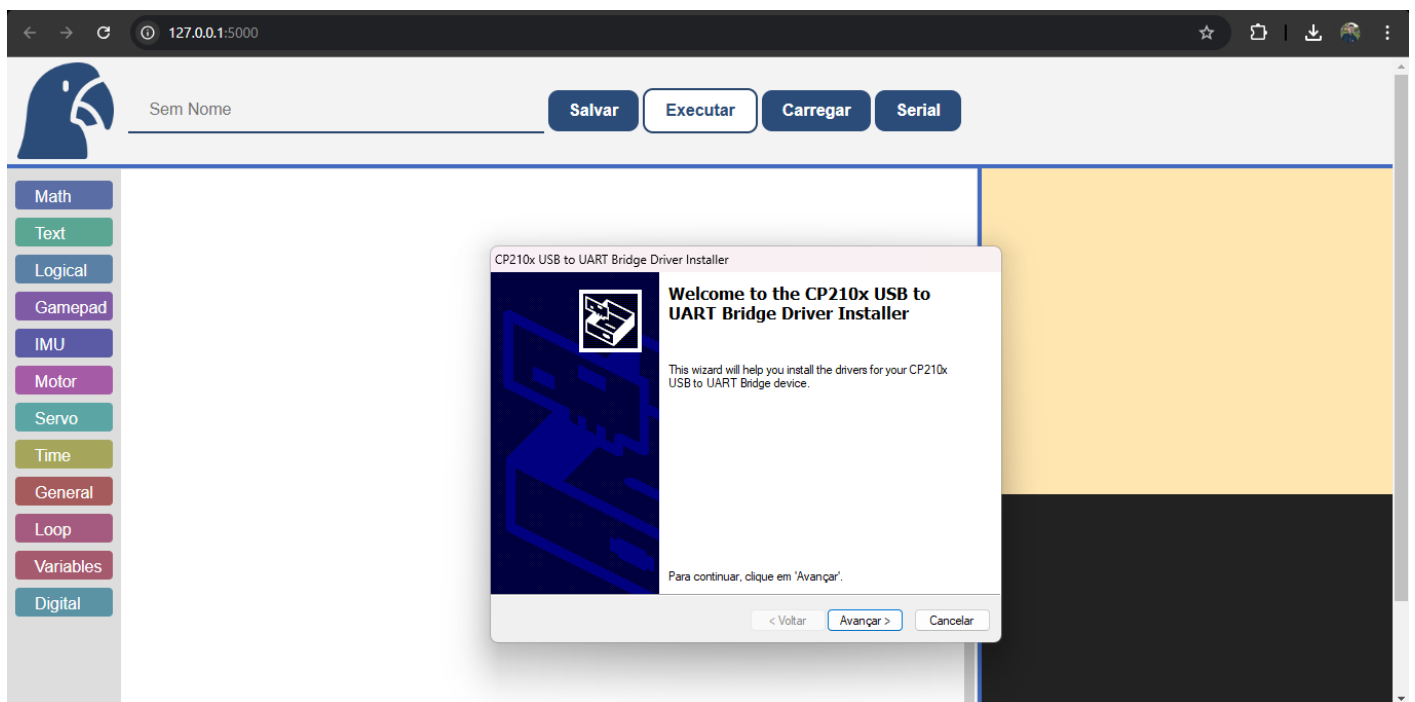 127.0.0.1:5000
Sem Nome
Salvar
Executar
Carregar
Serial
Math
Text
Logical
Gamepad
IMU
Motor
Servo
Time
General
Loop
Variables
Digital
CP210x USB to UART Bridge Driver Installer
Welcome to the CP210x USB to
UART Bridge Driver Installer
This wizard will help you install the drivers for your CP210x
USB to UART Bridge device.
Para continuar, clique em 'Avançar'.
< Voltar
Avançar >
Cancelar